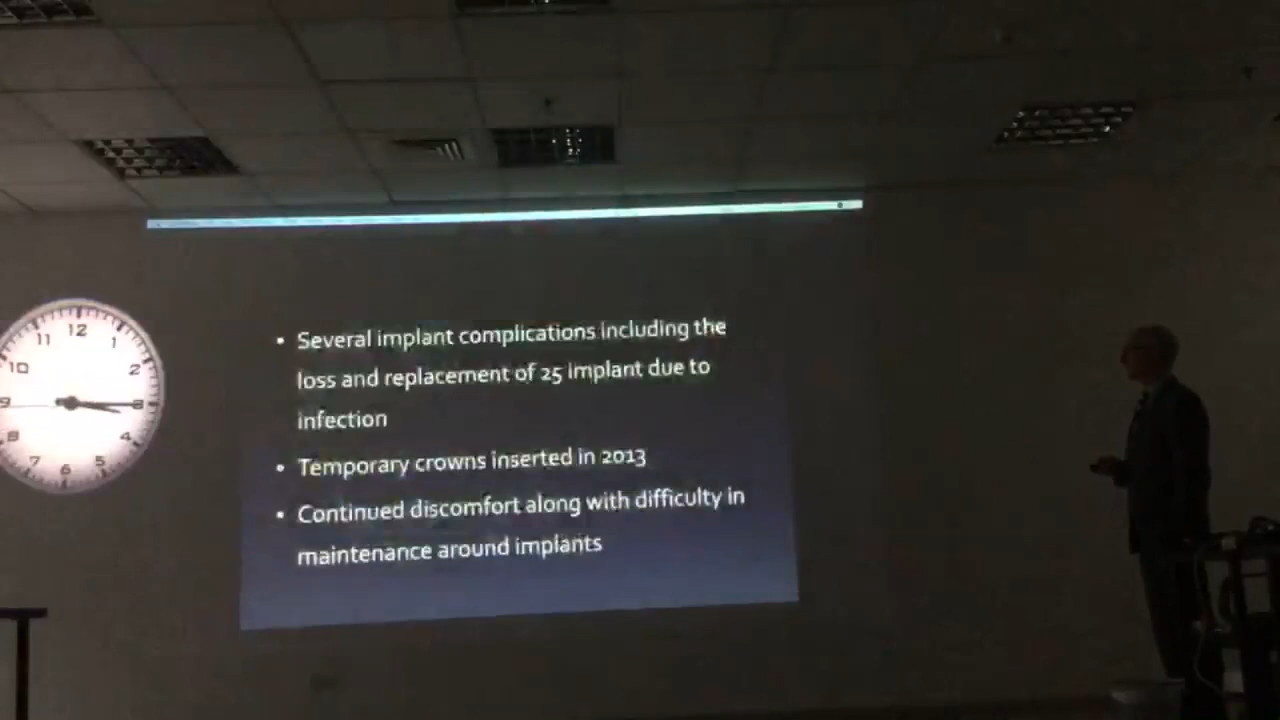 12
11
1
10
2
9
3
8
4
7
5
6
• Several implant complications including the
loss and replacement of 25 implant due to
infection
• Temporary crowns inserted in 2013
• Continued discomfort along with difficulty in
maintenance around implants